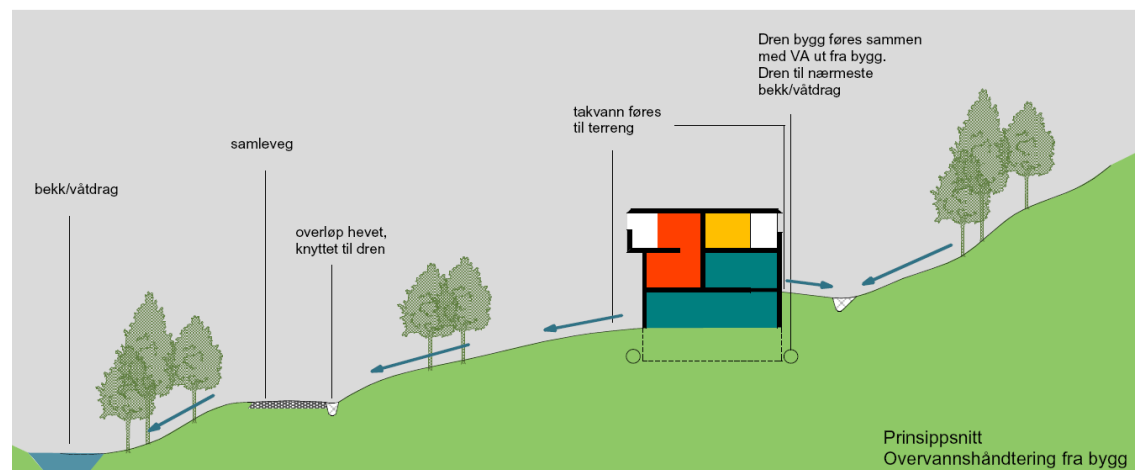 Dren bygg føres sammen
med VA ut fra bygg.
Dren til nærmeste
bekk/våtdrag
takvann føres
til terreng
samleveg
bekk/våtdrag
overløp hevet,
knyttet til dren
Prinsippsnitt
Overvannshåndtering fra bygg